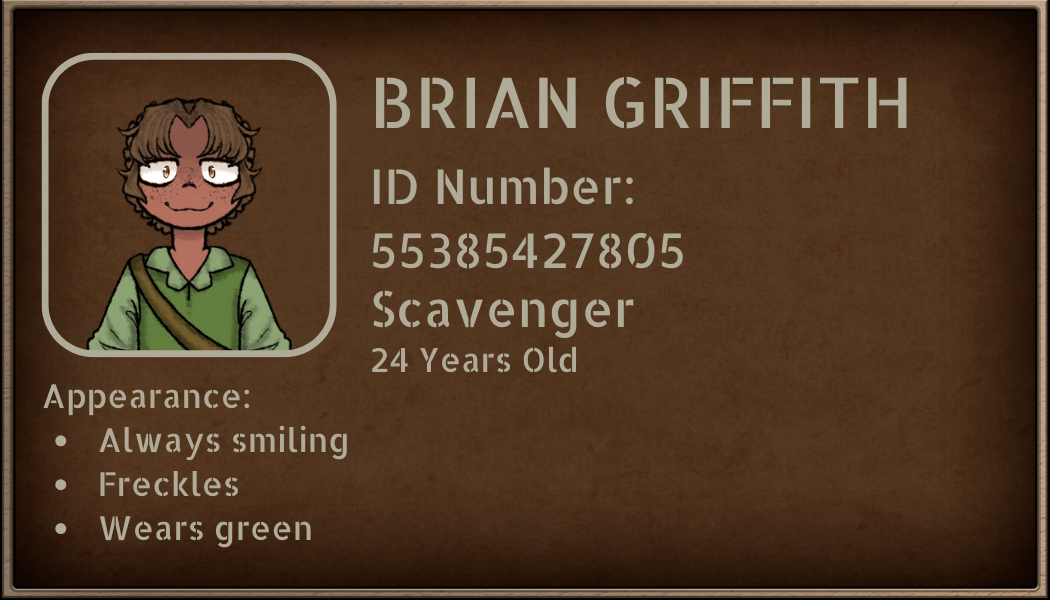 BRIAN GRIFFITH
ID Number:
55385427805
Scavenger
24 Years Old
Appearance:
• Always smiling
• Freckles
• Wears green